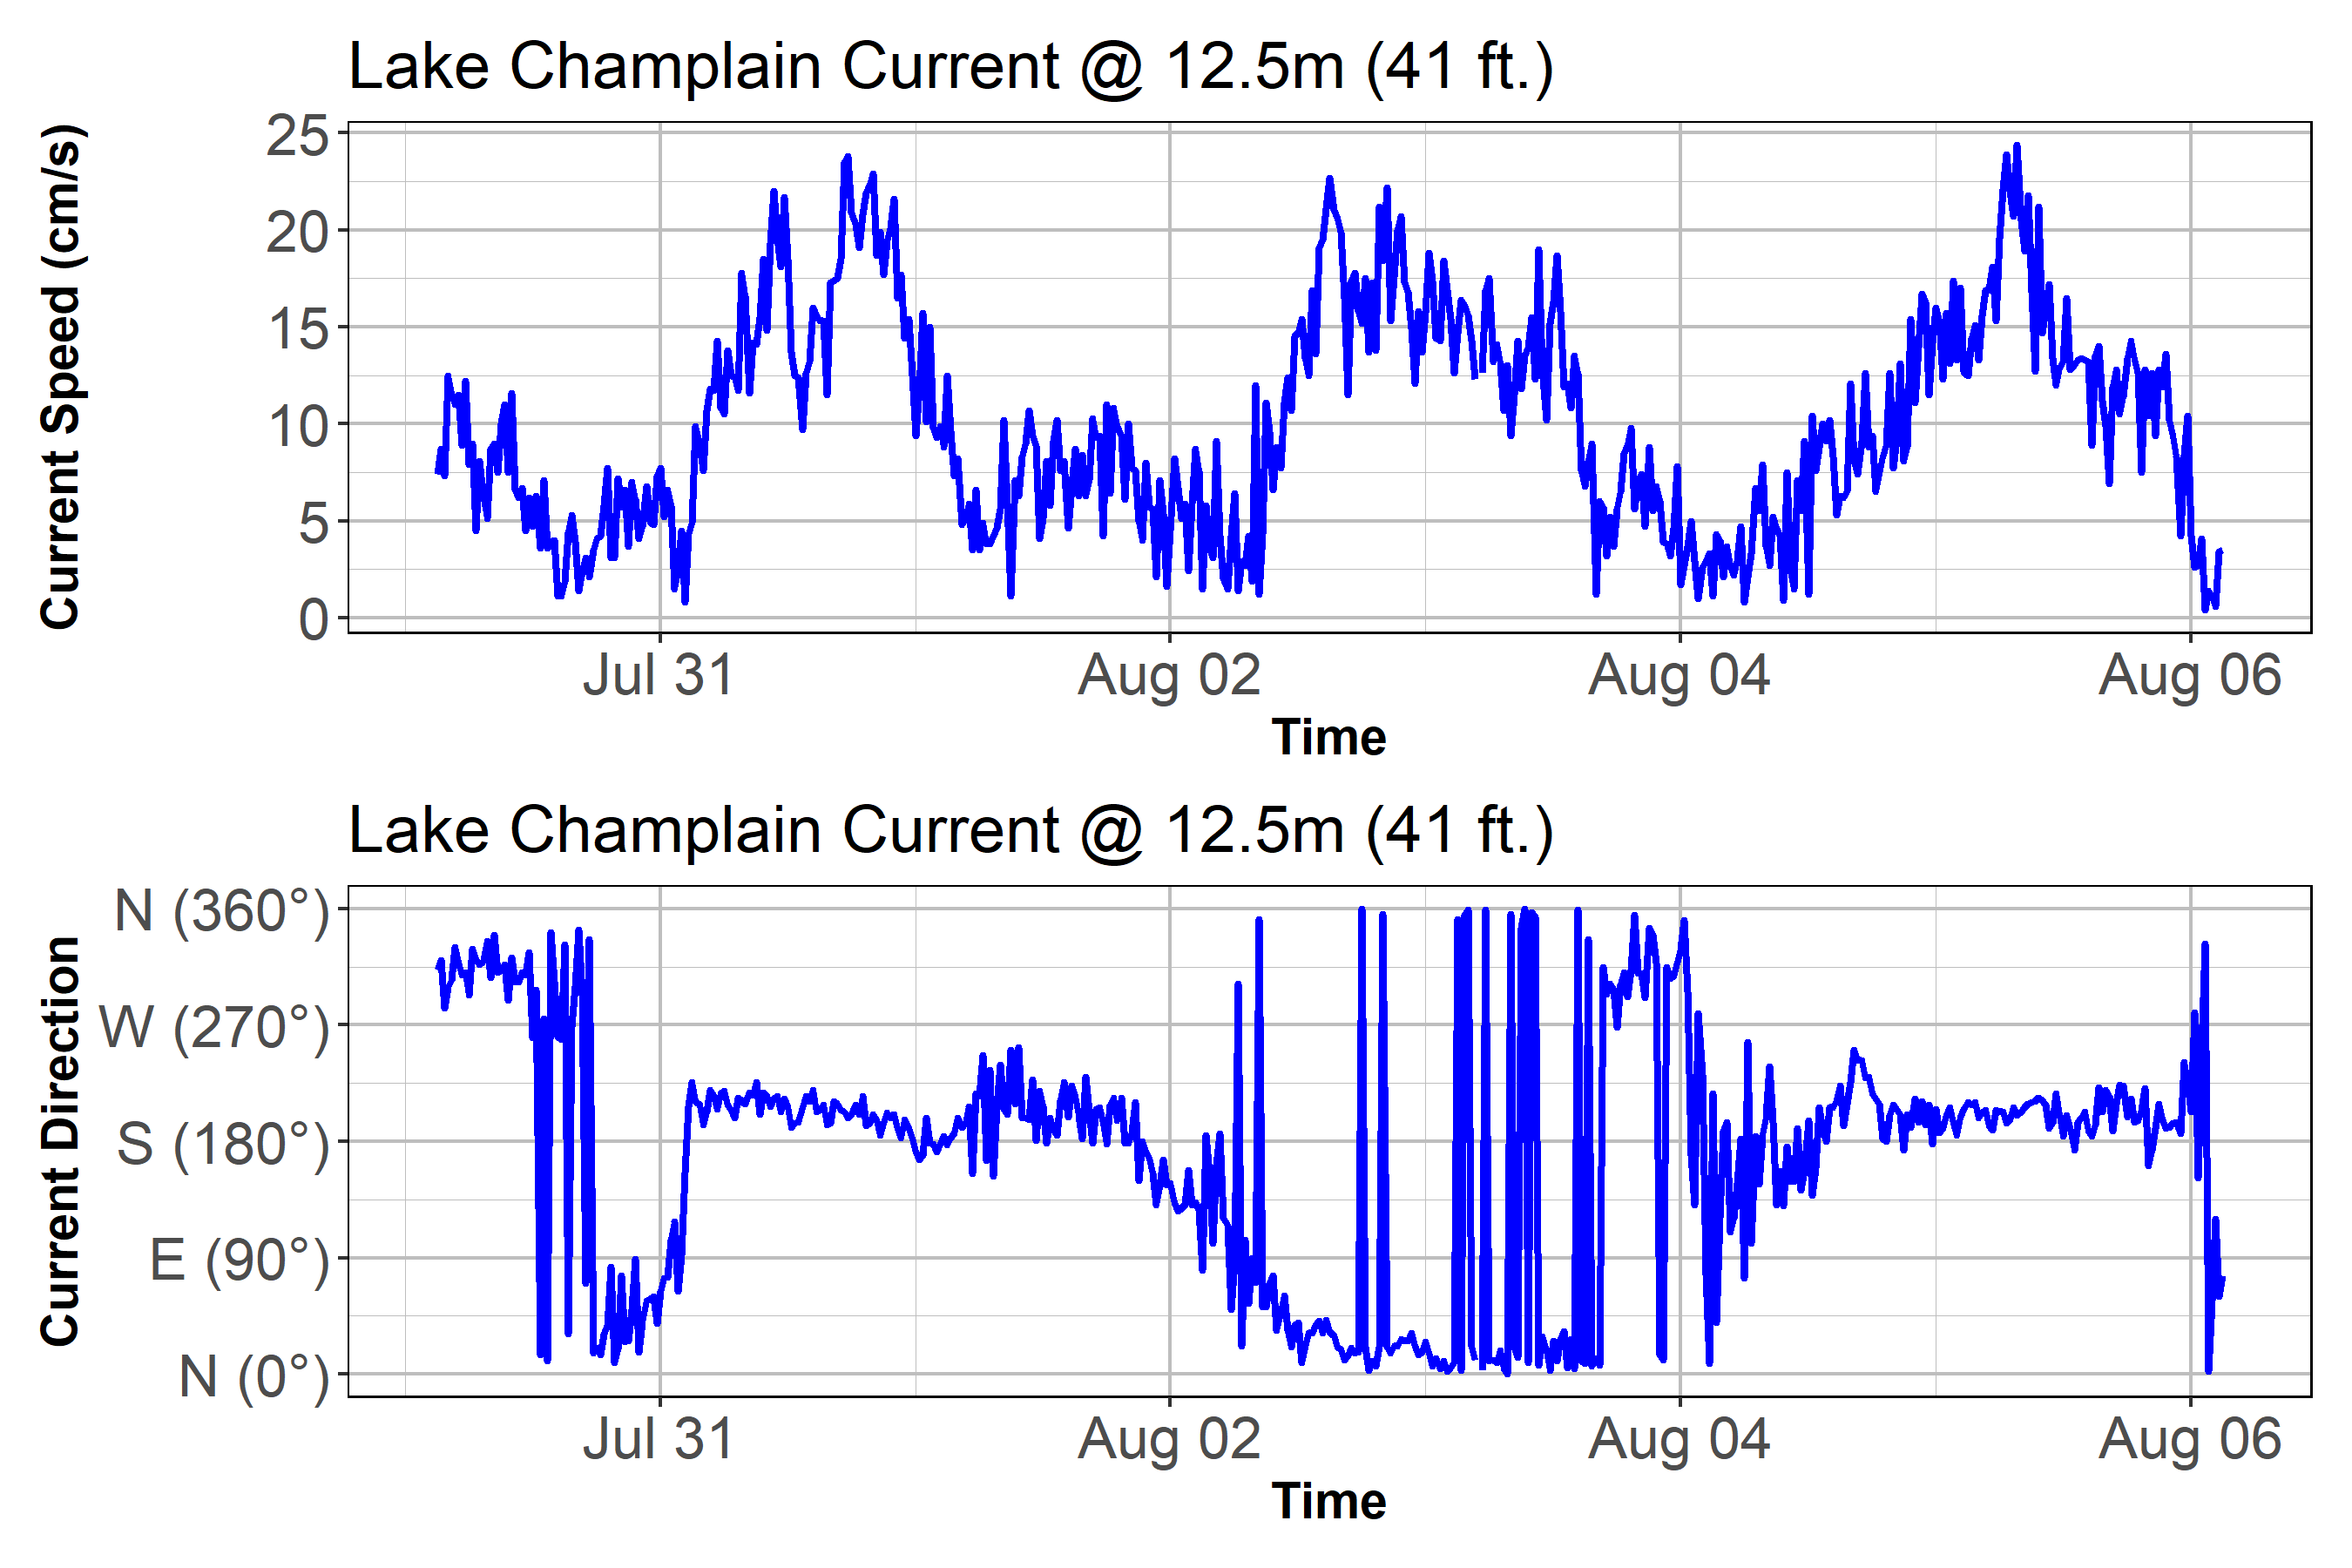 Lake Champlain Current @ 12.5m (41 ft.)
Current Speed (cm/s)
25
20
15
10
5
0
Jul 31 Aug 02 Aug 04 Aug 06
Time
Lake Champlain Current @ 12.5m (41 ft.)
Current Direction
N (360°)
W (270°)
S (180°)
E (90°)
N (0°)
Jul 31 Aug 02 Aug 04 Aug 06
Time